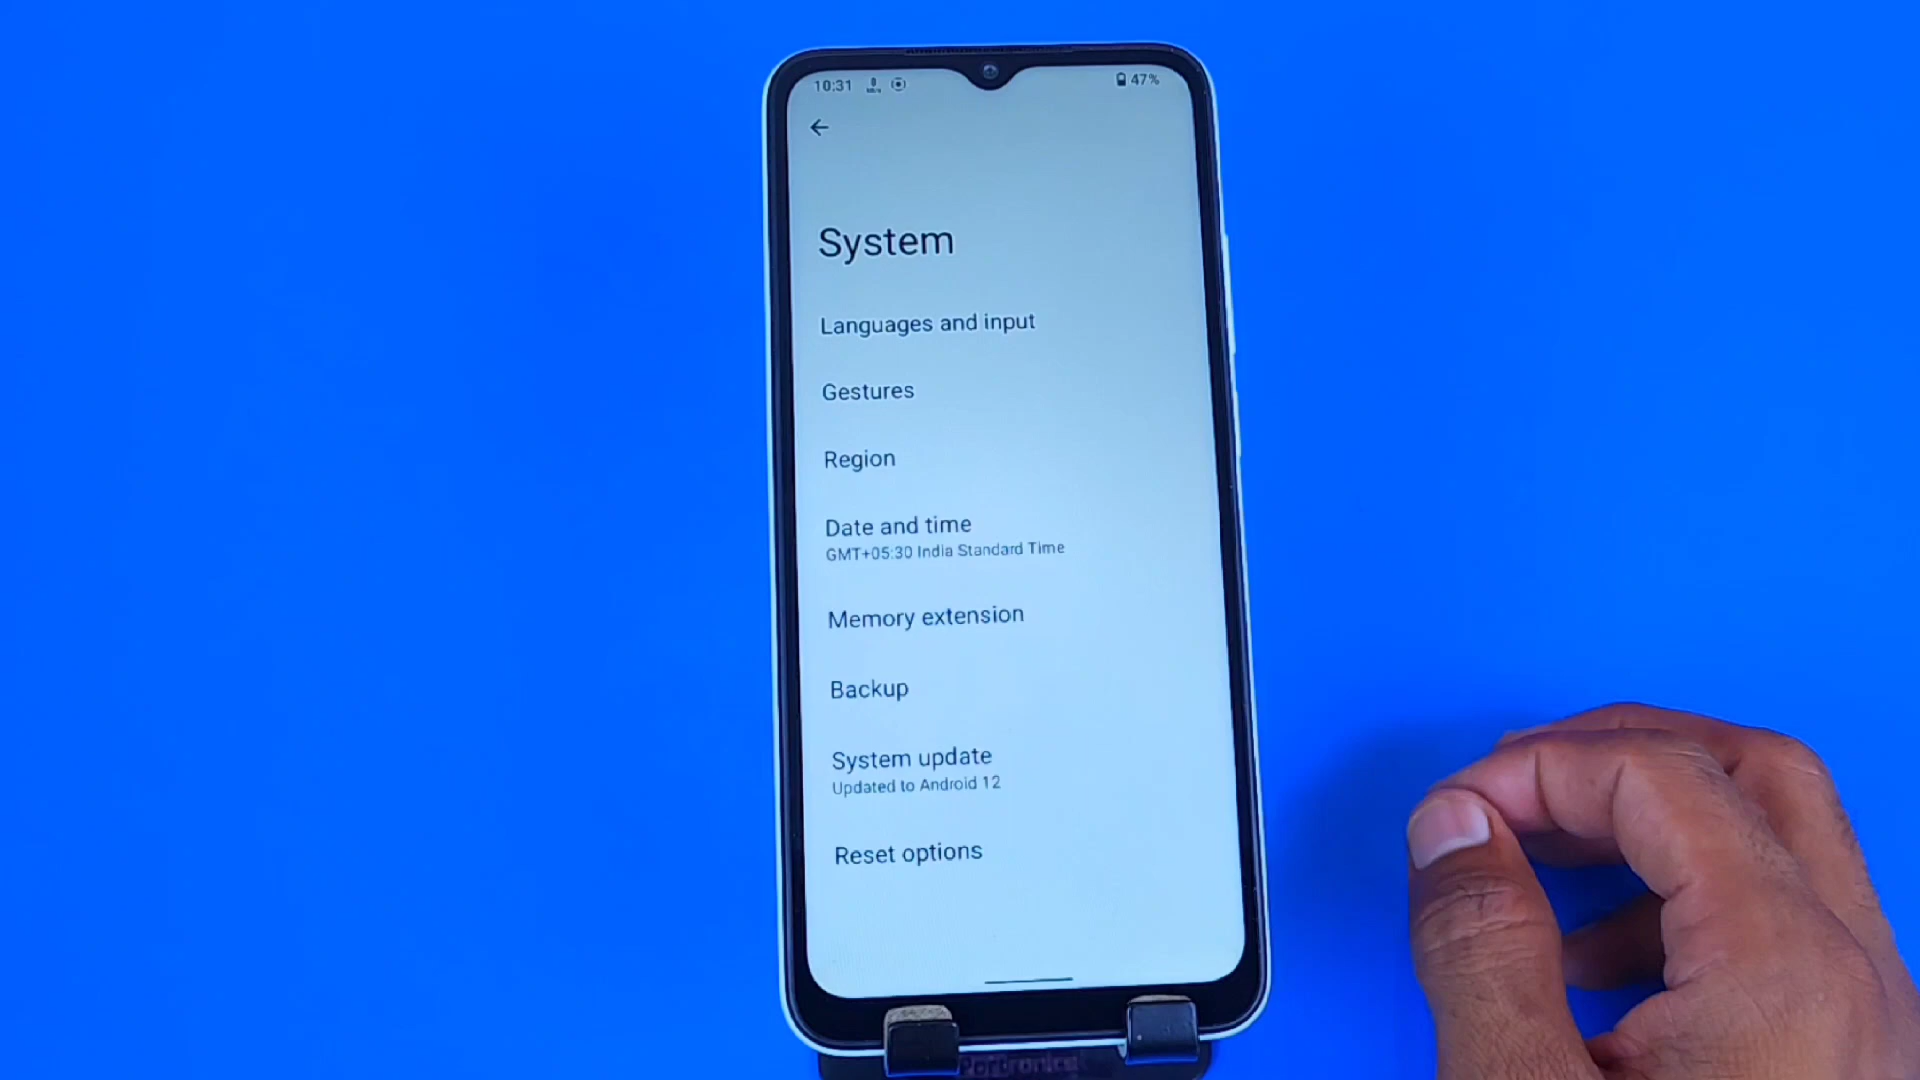 10:31
47%
System
Languages and input
Gestures
Region
Date and time
GMT+05:30 India Standard Time
Memory extension
Backup
System update
Updated to Android 12
Reset options
Portronics